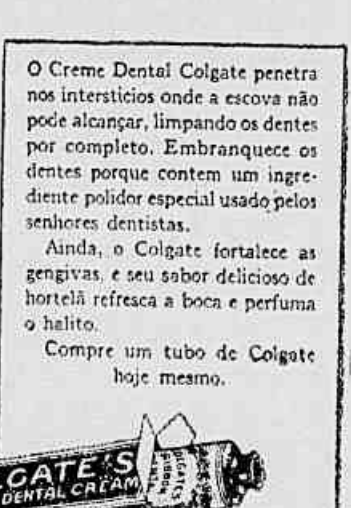 O Creme Dental Colgate penetra
nos intersticios onde a escova não
pode alcançar, limpando os dentes
por completo. Embranquece os
dentes porque contem um ingre-
diente polidor especial usado pelos
senhores dentistas.
Ainda, o Colgate fortalece as
gengivas, e seu sabor delicioso de
hortelã refresca a boca e perfuma
o halito.
Compre um tubo de Colgate
hoje mesmo.
LGATE'S
DENTAL CREAM